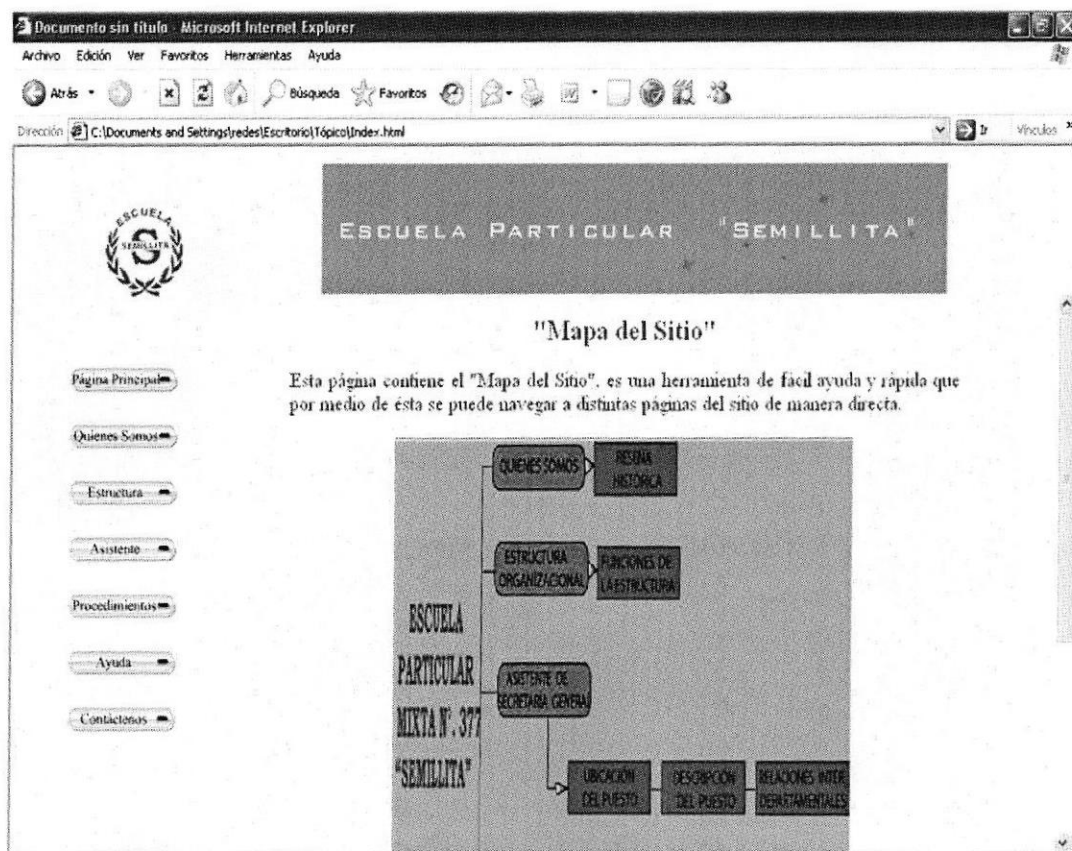 Documento sin título - Microsoft Internet Explorer
Archivo Edición Ver Favoritos Herramientas Ayuda
Atrás Búsqueda Favoritos
Dirección C:\Documents and Settings\redes\Escritorio\Tópico\Index.html Ir Vínculos »
ESCUELA
SEMILLITA
S
ESCUELA PARTICULAR "SEMILLITA"
"Mapa del Sitio"
Esta página contiene el "Mapa del Sitio", es una herramienta de fácil ayuda y rápida que
por medio de ésta se puede navegar a distintas páginas del sitio de manera directa.
Página Principal
Quienes Somos
Estructura
Asistente
Procedimientos
Ayuda
Contáctenos
ESCUELA
PARTICULAR
MIXTA Nº. 377
"SEMILLITA"
QUIENES SOMOS
RESEÑA
HISTÓRICA
ESTRUCTURA
ORGANIZACIONAL
FUNCIONES DE
LA ESTRUCTURA
ASISTENTE DE
SECRETARIA GENERAL
UBICACIÓN
DEL PUESTO
DESCRIPCIÓN
DEL PUESTO
RELACIONES INTER
DEPARTAMENTALES